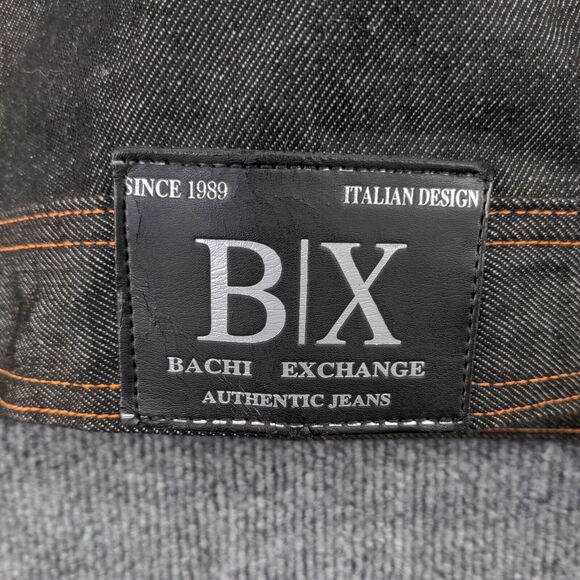 SINCE 1989 ITALIAN DESIGN
B|X
BACHI EXCHANGE
AUTHENTIC JEANS